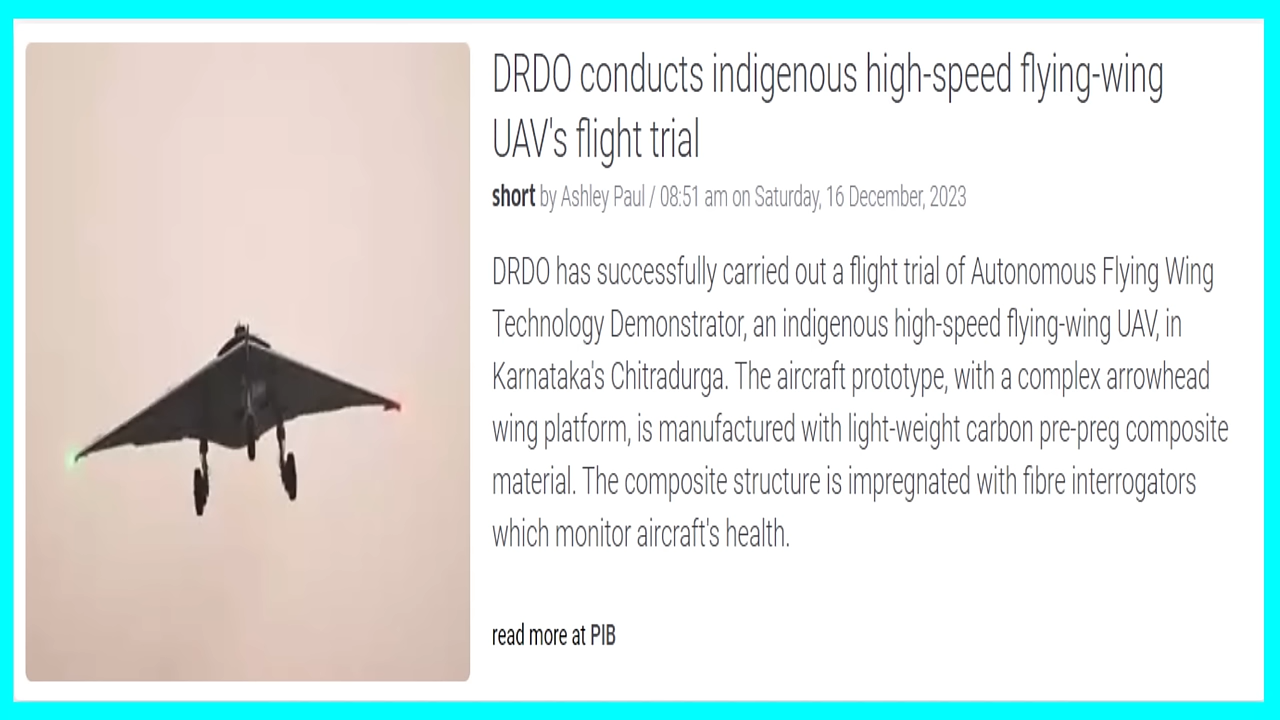 DRDO conducts indigenous high-speed flying-wing
UAV's flight trial
short by Ashley Paul / 08:51 am on Saturday, 16 December, 2023
DRDO has successfully carried out a flight trial of Autonomous Flying Wing
Technology Demonstrator, an indigenous high-speed flying-wing UAV, in
Karnataka's Chitradurga. The aircraft prototype, with a complex arrowhead
wing platform, is manufactured with light-weight carbon pre-preg composite
material. The composite structure is impregnated with fibre interrogators
which monitor aircraft's health.
read more at PIB